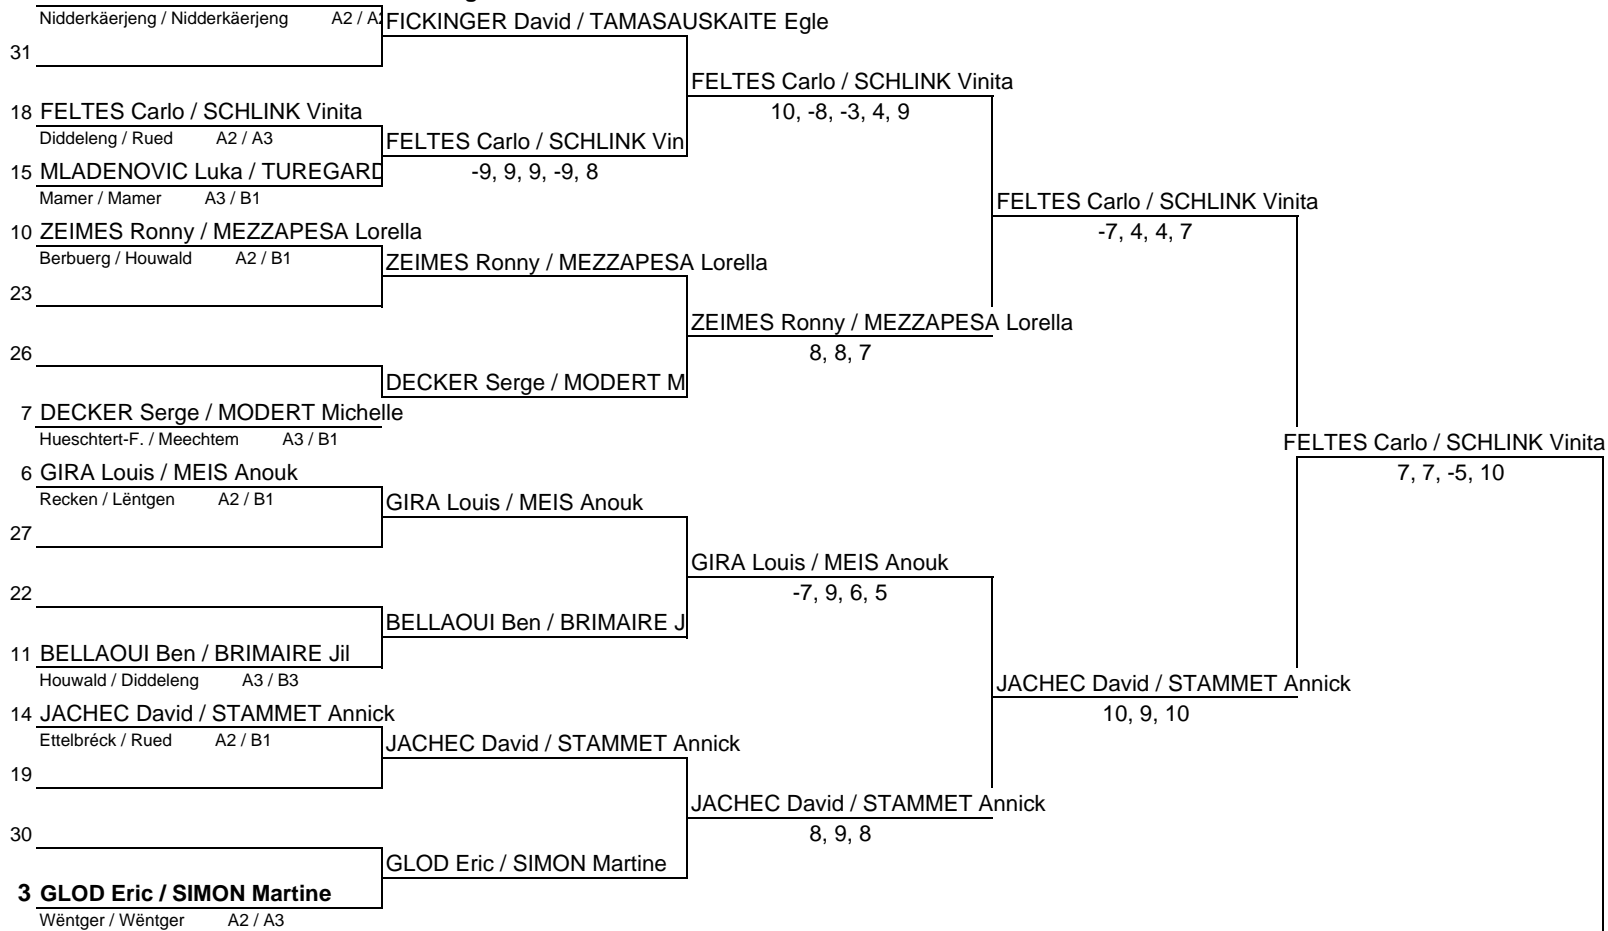 Nidderkäerjeng / Nidderkäerjeng A2 /
FICKINGER David / TAMASAUSKAITE Egle
31
FELTES Carlo / SCHLINK Vinita
10, -8, -3, 4, 9
18 FELTES Carlo / SCHLINK Vinita
Diddeleng / Rued A2 / A3
FELTES Carlo / SCHLINK Vin
-9, 9, 9, -9, 8
15 MLADENOVIC Luka / TUREGARD
Mamer / Mamer A3 / B1
FELTES Carlo / SCHLINK Vinita
-7, 4, 4, 7
10 ZEIMES Ronny / MEZZAPESA Lorella
Berbuerg / Houwald A2 / B1
ZEIMES Ronny / MEZZAPESA Lorella
23
ZEIMES Ronny / MEZZAPESA Lorella
8, 8, 7
26
DECKER Serge / MODERT M
7 DECKER Serge / MODERT Michelle
Hueschtert-F. / Meechtem A3 / B1
FELTES Carlo / SCHLINK Vinita
7, 7, -5, 10
6 GIRA Louis / MEIS Anouk
Recken / Lëntgen A2 / B1
GIRA Louis / MEIS Anouk
27
GIRA Louis / MEIS Anouk
-7, 9, 6, 5
22
BELLAOUI Ben / BRIMAIRE J
11 BELLAOUI Ben / BRIMAIRE Jil
Houwald / Diddeleng A3 / B3
JACHEC David / STAMMET Annick
10, 9, 10
14 JACHEC David / STAMMET Annick
Ettelbréck / Rued A2 / B1
JACHEC David / STAMMET Annick
19
JACHEC David / STAMMET Annick
8, 9, 8
30
GLOD Eric / SIMON Martine
3 GLOD Eric / SIMON Martine
Wëntger / Wëntger A2 / A3